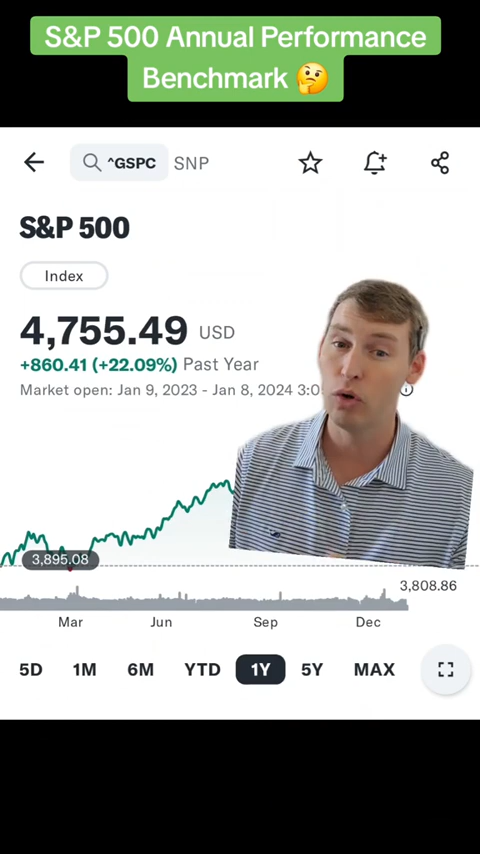 S&P 500 Annual Performance
Benchmark 🤔
^GSPC SNP
S&P 500
Index
4,755.49 USD
+860.41 (+22.09%) Past Year
Market open: Jan 9, 2023 - Jan 8, 2024 3:0
3,895.08
3,808.86
Mar Jun Sep Dec
5D 1M 6M YTD 1Y 5Y MAX